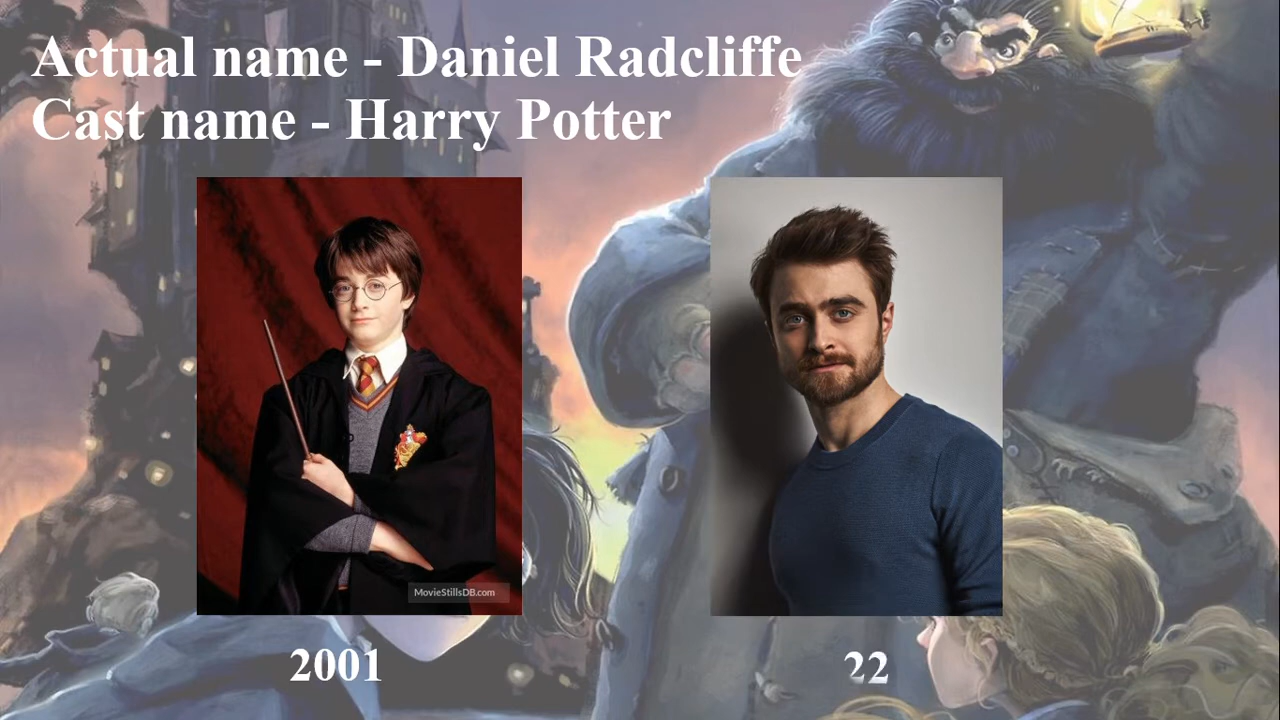 Actual name - Daniel Radcliffe
Cast name - Harry Potter
MovieStillsDB.com
2001
22